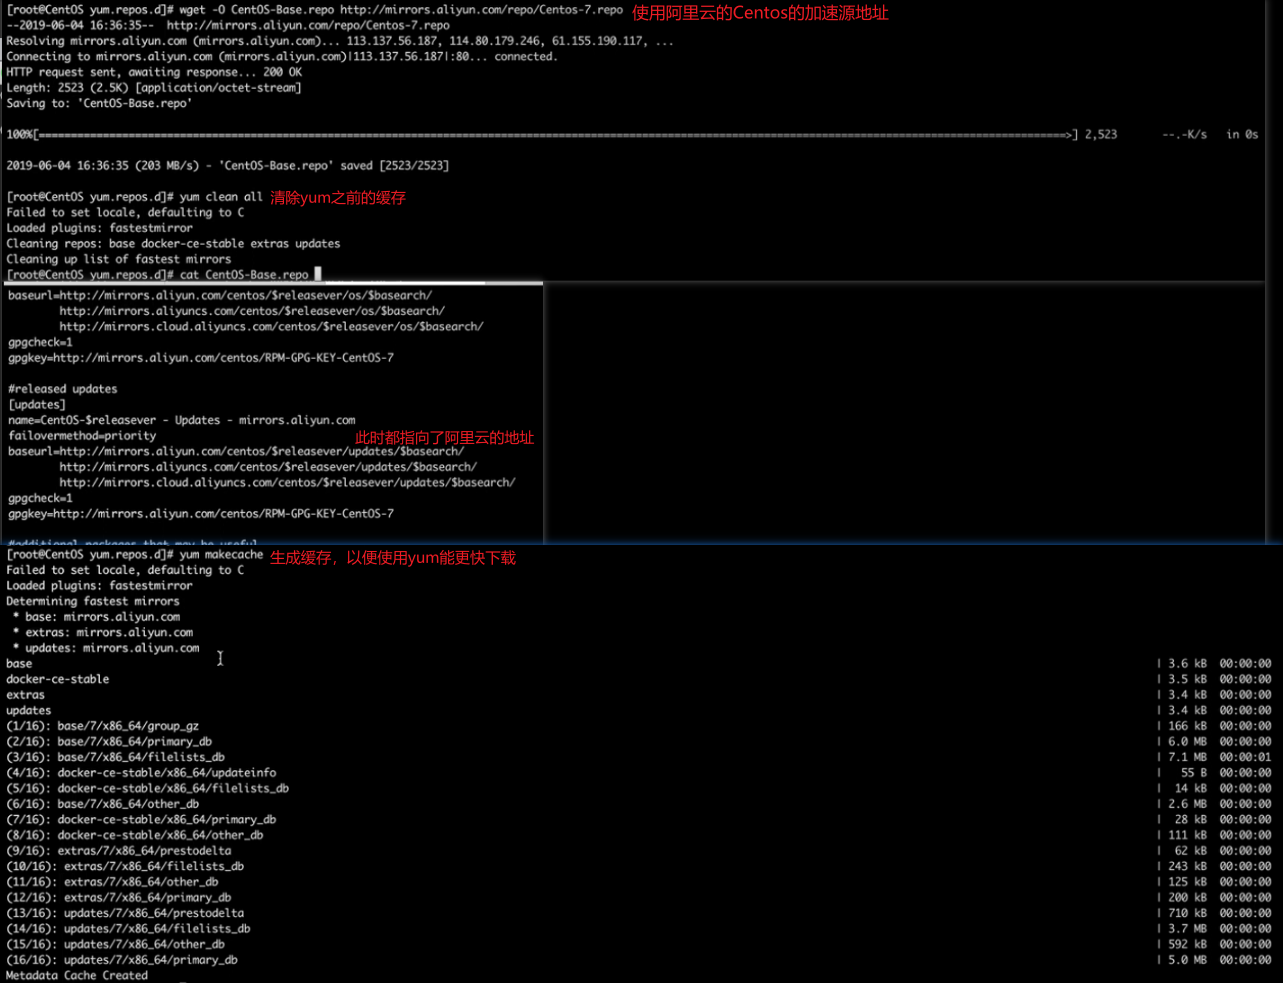 [root@CentOS yum.repos.d]# wget -O CentOS-Base.repo http://mirrors.aliyun.com/repo/Centos-7.repo 使用阿里云的Centos的加速源地址
--2019-06-04 16:36:35--  http://mirrors.aliyun.com/repo/Centos-7.repo
Resolving mirrors.aliyun.com (mirrors.aliyun.com)... 113.137.56.187, 114.80.179.246, 61.155.190.117, ...
Connecting to mirrors.aliyun.com (mirrors.aliyun.com)|113.137.56.187|:80... connected.
HTTP request sent, awaiting response... 200 OK
Length: 2523 (2.5K) [application/octet-stream]
Saving to: 'CentOS-Base.repo'
100%[======================================================================================>] 2,523 --.-K/s in 0s
2019-06-04 16:36:35 (203 MB/s) - 'CentOS-Base.repo' saved [2523/2523]
[root@CentOS yum.repos.d]# yum clean all 清除yum之前的缓存
Failed to set locale, defaulting to C
Loaded plugins: fastestmirror
Cleaning repos: base docker-ce-stable extras updates
Cleaning up list of fastest mirrors
[root@CentOS yum.repos.d]# cat CentOS-Base.repo
baseurl=http://mirrors.aliyun.com/centos/$releasever/os/$basearch/
http://mirrors.aliyuncs.com/centos/$releasever/os/$basearch/
http://mirrors.cloud.aliyuncs.com/centos/$releasever/os/$basearch/
gpgcheck=1
gpgkey=http://mirrors.aliyun.com/centos/RPM-GPG-KEY-CentOS-7
#released updates
[updates]
name=CentOS-$releasever - Updates - mirrors.aliyun.com
failovermethod=priority 此时都指向了阿里云的地址
baseurl=http://mirrors.aliyun.com/centos/$releasever/updates/$basearch/
http://mirrors.aliyuncs.com/centos/$releasever/updates/$basearch/
http://mirrors.cloud.aliyuncs.com/centos/$releasever/updates/$basearch/
gpgcheck=1
gpgkey=http://mirrors.aliyun.com/centos/RPM-GPG-KEY-CentOS-7
#additional packages that may be useful
[root@CentOS yum.repos.d]# yum makecache 生成缓存，以便使用yum能更快下载
Failed to set locale, defaulting to C
Loaded plugins: fastestmirror
Determining fastest mirrors
* base: mirrors.aliyun.com
* extras: mirrors.aliyun.com
* updates: mirrors.aliyun.com
base | 3.6 kB 00:00:00
docker-ce-stable | 3.5 kB 00:00:00
extras | 3.4 kB 00:00:00
updates | 3.4 kB 00:00:00
(1/16): base/7/x86_64/group_gz | 166 kB 00:00:00
(2/16): base/7/x86_64/primary_db | 6.0 MB 00:00:00
(3/16): base/7/x86_64/filelists_db | 7.1 MB 00:00:01
(4/16): docker-ce-stable/x86_64/updateinfo | 55 B 00:00:00
(5/16): docker-ce-stable/x86_64/filelists_db | 14 kB 00:00:00
(6/16): base/7/x86_64/other_db | 2.6 MB 00:00:00
(7/16): docker-ce-stable/x86_64/primary_db | 28 kB 00:00:00
(8/16): docker-ce-stable/x86_64/other_db | 111 kB 00:00:00
(9/16): extras/7/x86_64/prestodelta | 62 kB 00:00:00
(10/16): extras/7/x86_64/filelists_db | 243 kB 00:00:00
(11/16): extras/7/x86_64/other_db | 125 kB 00:00:00
(12/16): extras/7/x86_64/primary_db | 200 kB 00:00:00
(13/16): updates/7/x86_64/prestodelta | 710 kB 00:00:00
(14/16): updates/7/x86_64/filelists_db | 3.7 MB 00:00:00
(15/16): updates/7/x86_64/other_db | 592 kB 00:00:00
(16/16): updates/7/x86_64/primary_db | 5.0 MB 00:00:00
Metadata Cache Created